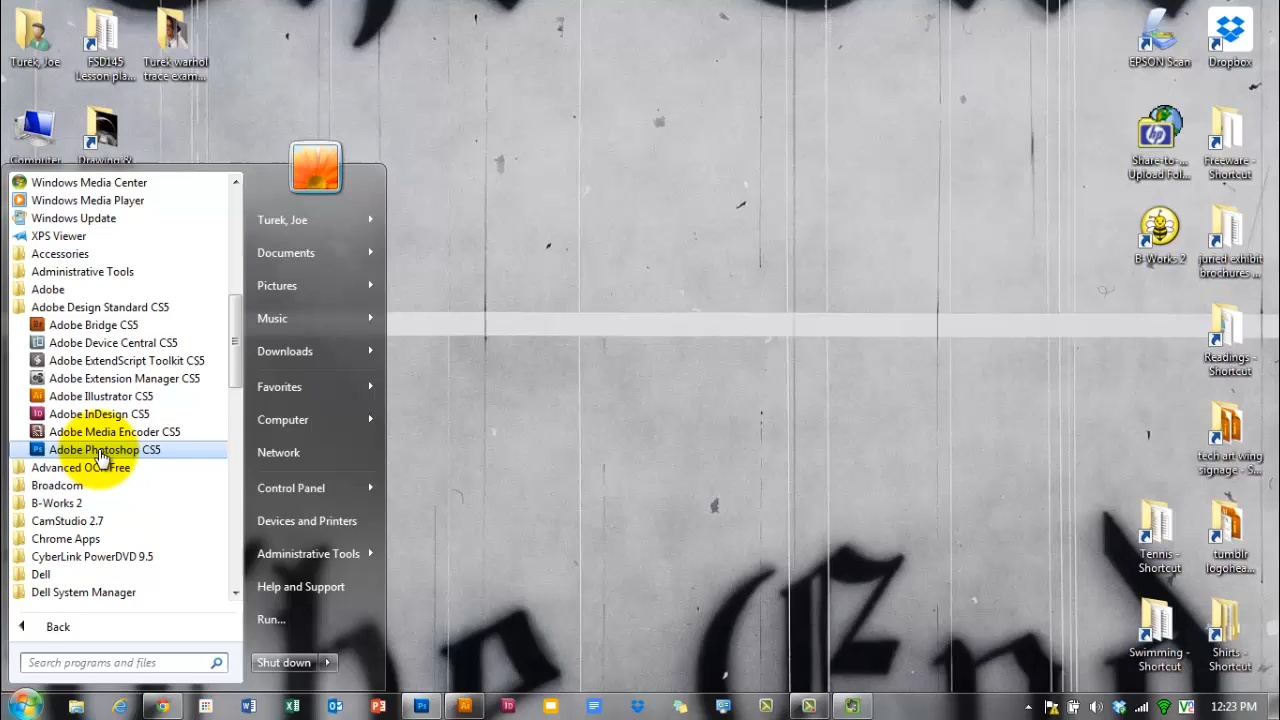 Turek, Joe
FSD145
Lesson pla...
Turek warhol
trace exam...
EPSON Scan
Dropbox
Computer
Drawing &
Share-to-...
Upload Fol...
Freeware -
Shortcut
B-Works 2
juried exhibit
brochures ...
Readings -
Shortcut
tech art wing
signage - S...
Tennis -
Shortcut
tumblr
logohea...
Swimming -
Shortcut
Shirts -
Shortcut
Windows Media Center
Windows Media Player
Windows Update
XPS Viewer
Accessories
Administrative Tools
Adobe
Adobe Design Standard CS5
Adobe Bridge CS5
Adobe Device Central CS5
Adobe ExtendScript Toolkit CS5
Adobe Extension Manager CS5
Adobe Illustrator CS5
Adobe InDesign CS5
Adobe Media Encoder CS5
Adobe Photoshop CS5
Advanced OCR Free
Broadcom
B-Works 2
CamStudio 2.7
Chrome Apps
CyberLink PowerDVD 9.5
Dell
Dell System Manager
Back
Search programs and files
Turek, Joe
Documents
Pictures
Music
Downloads
Favorites
Computer
Network
Control Panel
Devices and Printers
Administrative Tools
Help and Support
Run...
Shut down
12:23 PM